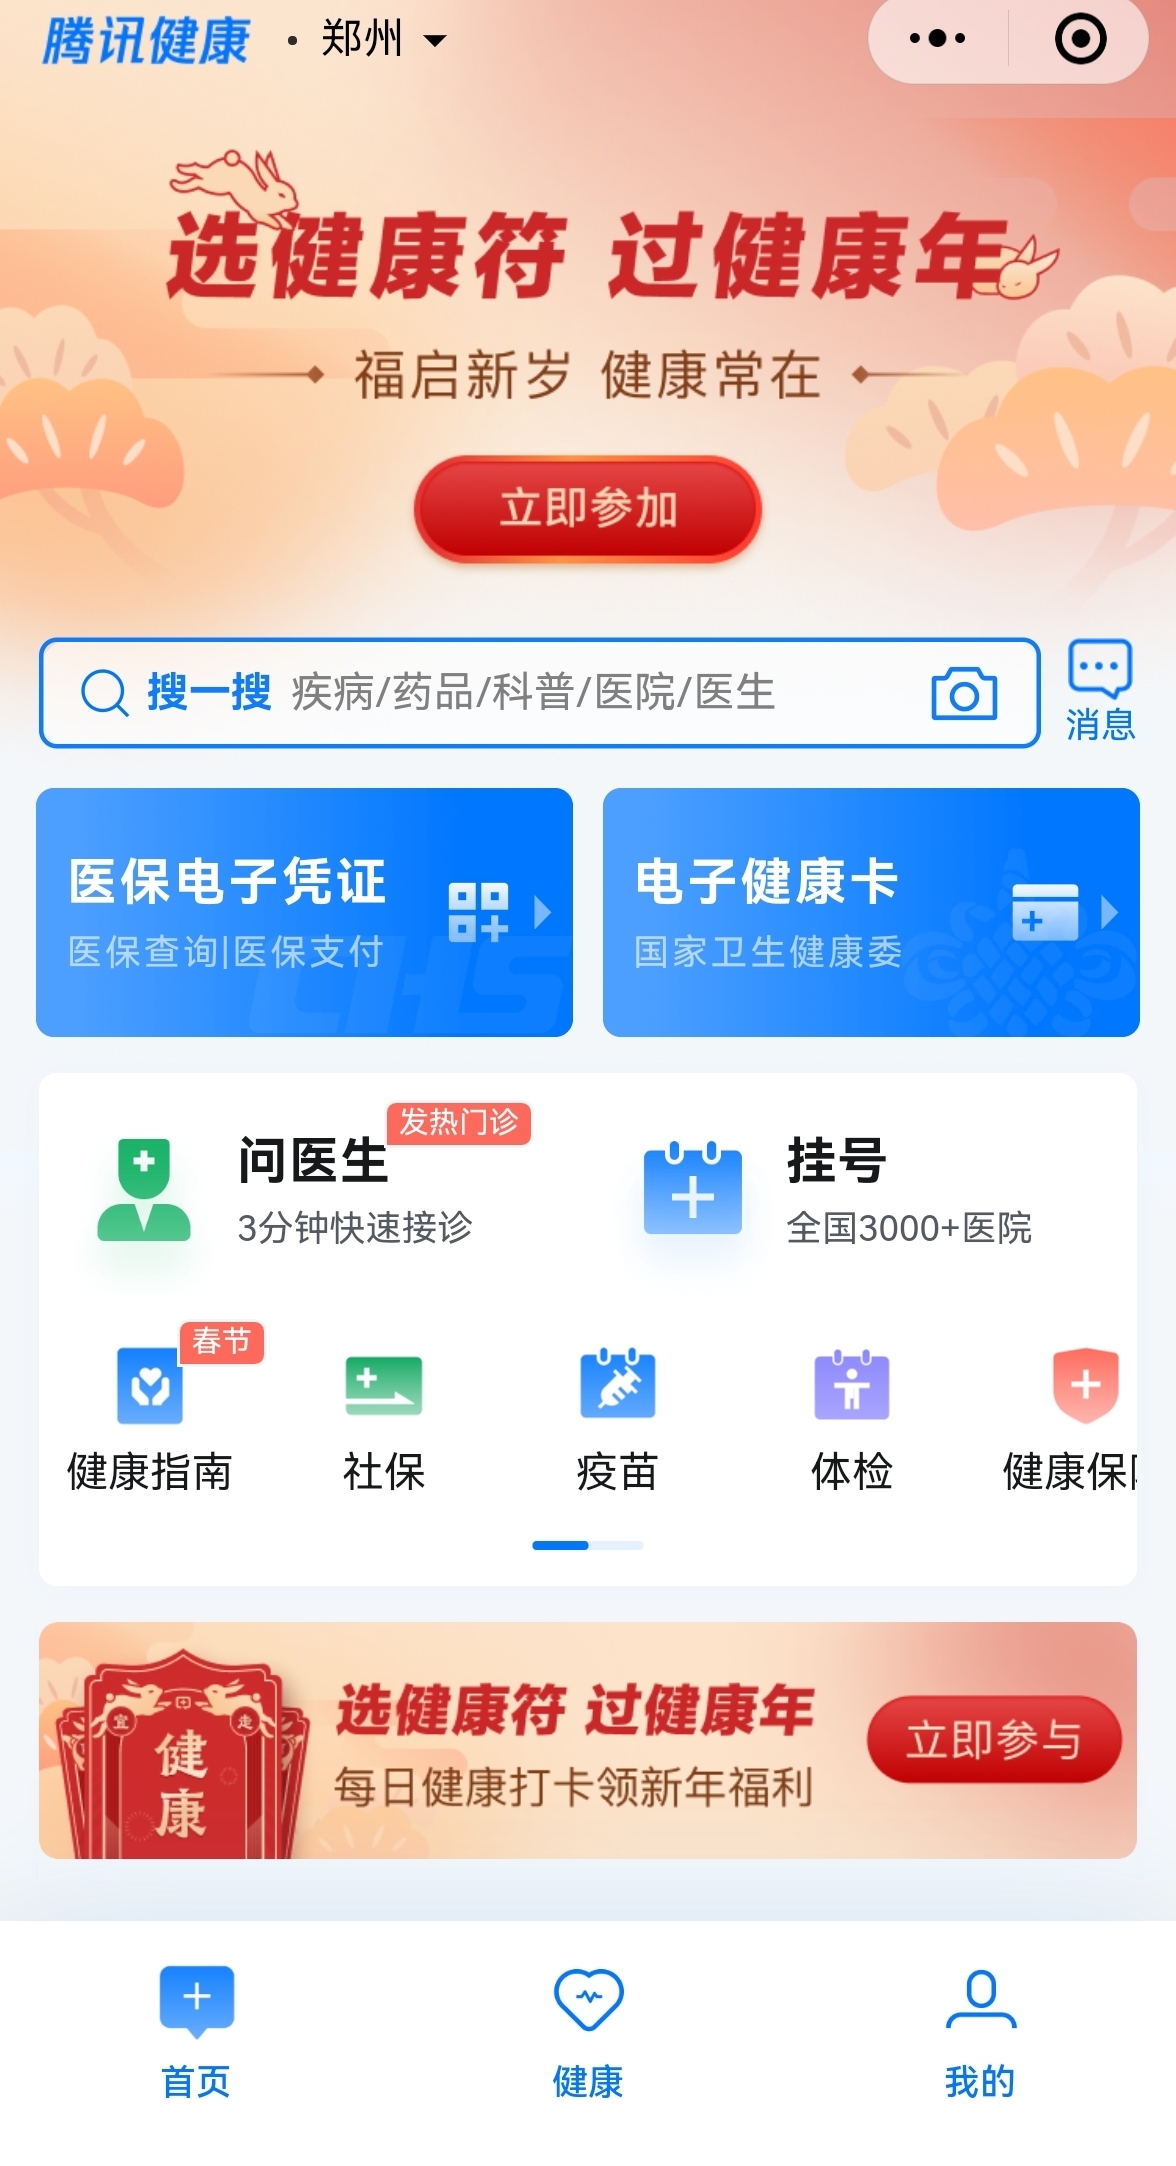 腾讯健康 · 郑州
选健康符 过健康年
福启新岁 健康常在
立即参加
搜一搜 疾病/药品/科普/医院/医生
消息
医保电子凭证
医保查询|医保支付
CHS
电子健康卡
国家卫生健康委
发热门诊
问医生
3分钟快速接诊
挂号
全国3000+医院
春节
健康指南
社保
疫苗
体检
健康保
宜
走
健康
选健康符 过健康年
每日健康打卡领新年福利
立即参与
首页
健康
我的